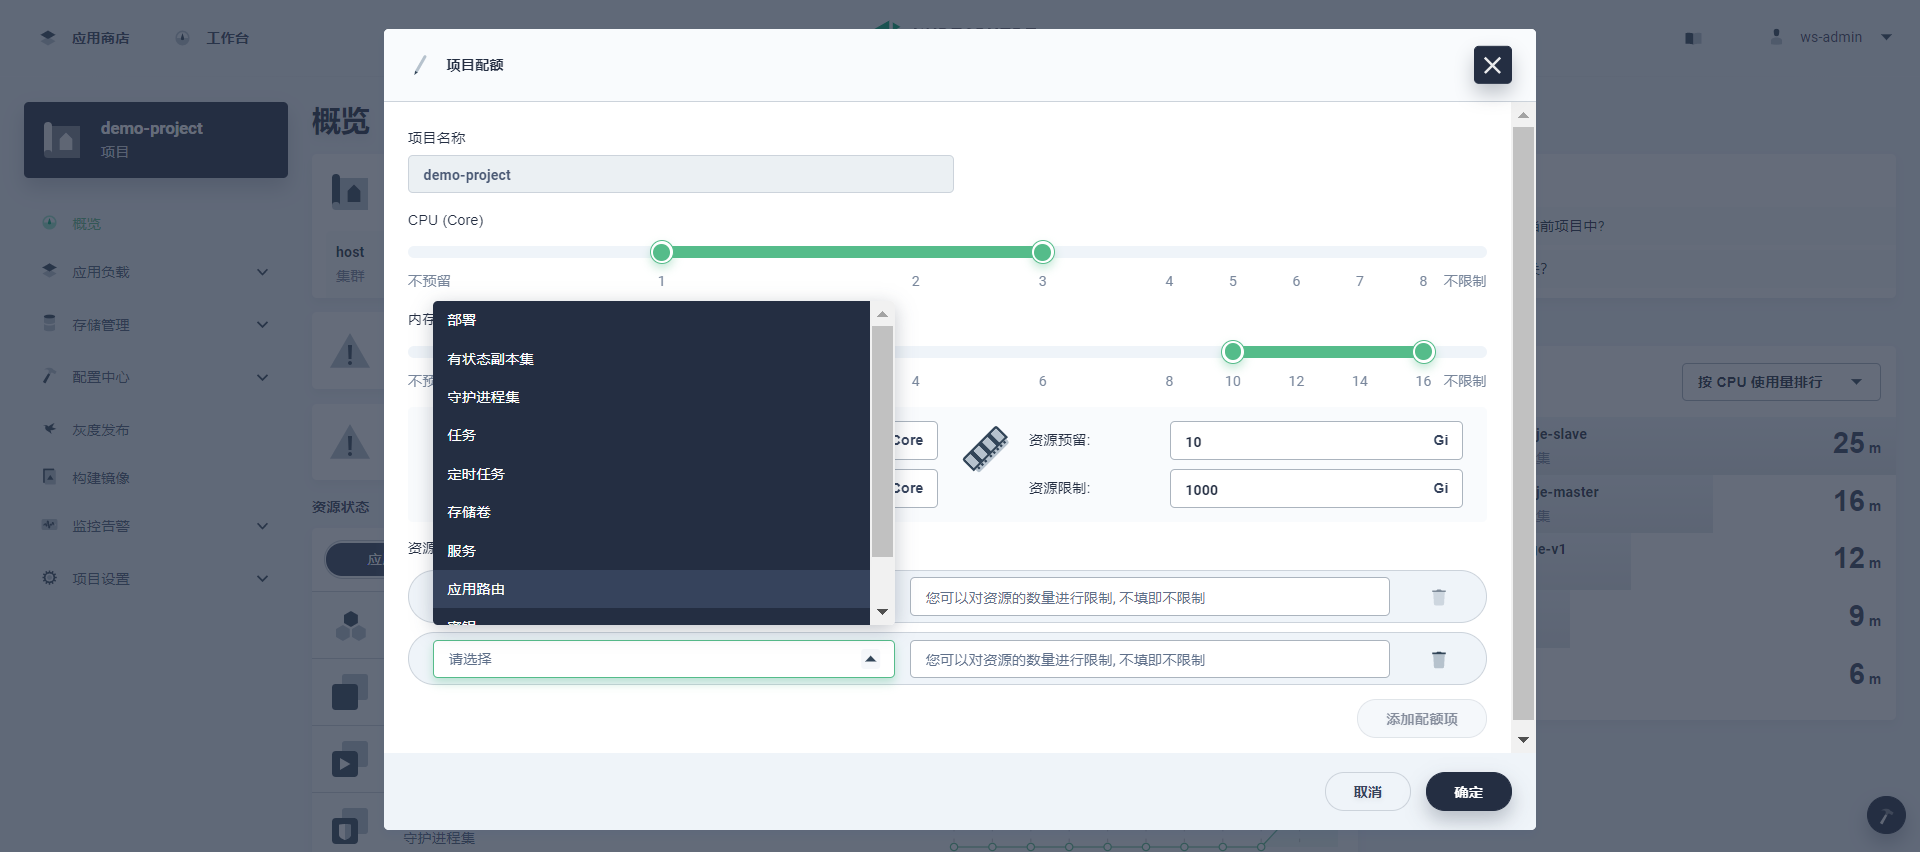 应用商店
工作台
ws-admin
demo-project
项目
概览
应用负载
存储管理
配置中心
灰度发布
构建镜像
监控告警
项目设置
概览
host
集群
资源状态
守护进程集
项目配额
项目名称
demo-project
CPU (Core)
不预留 1 2 3 4 5 6 7 8 不限制
内存
4 6 8 10 12 14 16 不限制
Core
资源预留:
10 Gi
Core
资源限制:
1000 Gi
资源
部署
有状态副本集
守护进程集
任务
定时任务
存储卷
服务
应用路由
密钥
您可以对资源的数量进行限制, 不填即不限制
请选择
您可以对资源的数量进行限制, 不填即不限制
添加配额项
取消
确定
前项目中?
?
按 CPU 使用量排行
je-slave
集
25 m
je-master
集
16 m
e-v1
12 m
9 m
6 m